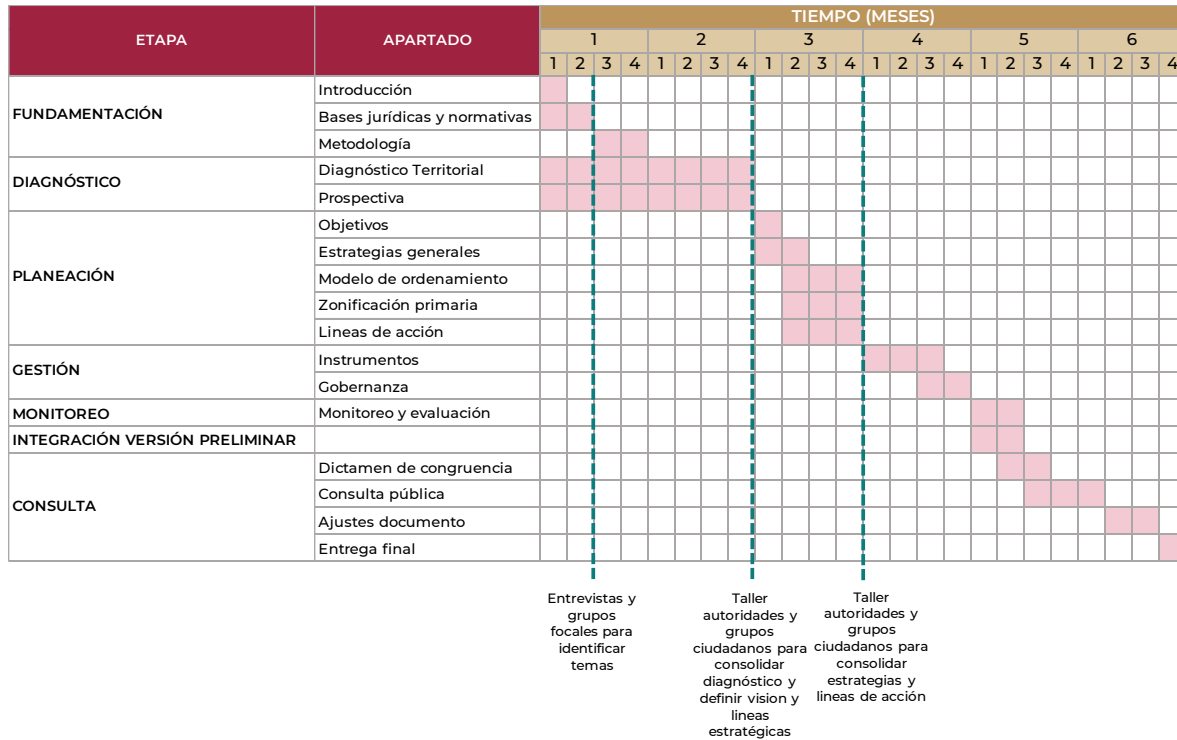 TIEMPO (MESES)
ETAPA APARTADO 1 2 3 4 5 6
1 2 3 4 1 2 3 4 1 2 3 4 1 2 3 4 1 2 3 4 1 2 3 4
FUNDAMENTACIÓN
Introducción
Bases jurídicas y normativas
Metodología
DIAGNÓSTICO
Diagnóstico Territorial
Prospectiva
PLANEACIÓN
Objetivos
Estrategias generales
Modelo de ordenamiento
Zonificación primaria
Lineas de acción
GESTIÓN
Instrumentos
Gobernanza
MONITOREO Monitoreo y evaluación
INTEGRACIÓN VERSIÓN PRELIMINAR
CONSULTA
Dictamen de congruencia
Consulta pública
Ajustes documento
Entrega final
Entrevistas y
grupos
focales para
identificar
temas
Taller
autoridades y
grupos
ciudadanos para
consolidar
diagnóstico y
definir vision y
lineas
estratégicas
Taller
autoridades y
grupos
ciudadanos para
consolidar
estrategias y
lineas de acción